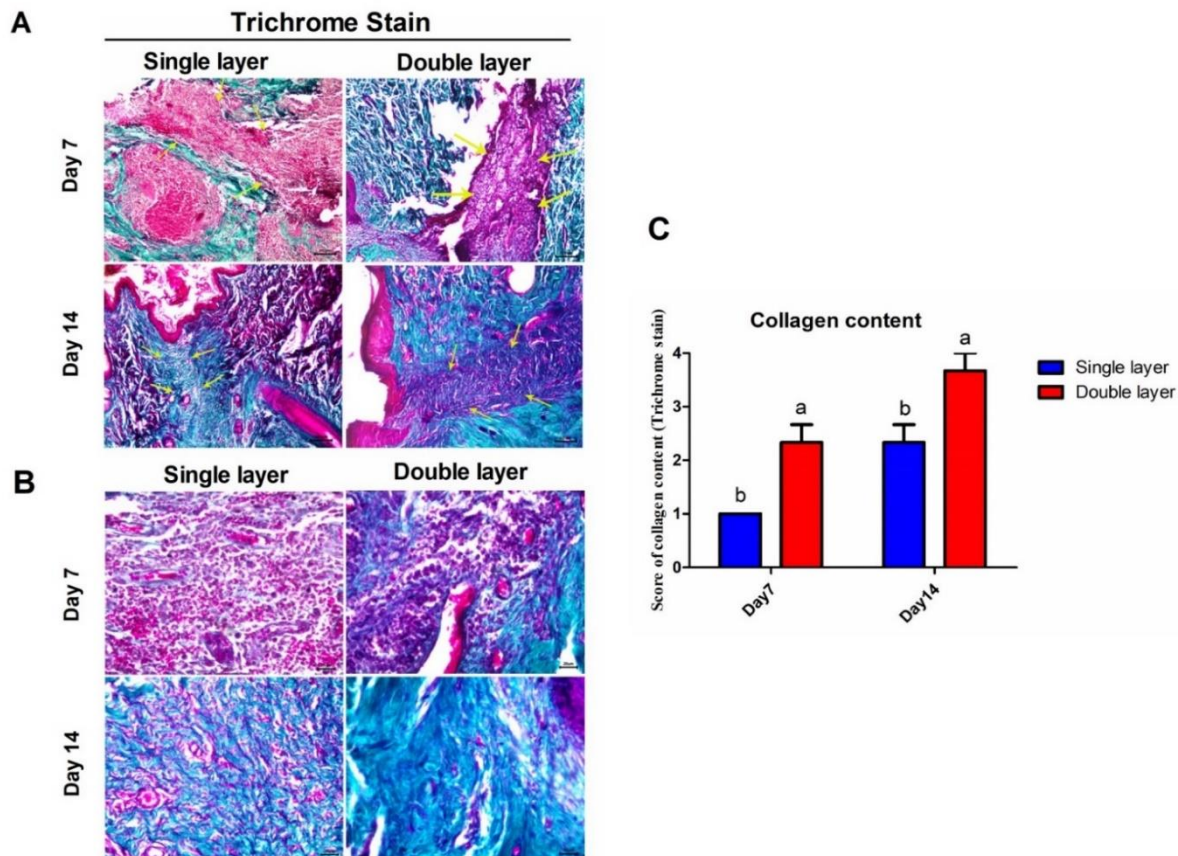 A
Trichrome Stain
Single layer Double layer
Day 7
Day 14
B
Single layer Double layer
Day 7
Day 14
C
Collagen content
Score of collagen content (Trichrome stain)
4
3
2
1
0
b
a
b
a
Day7
Day14
Single layer
Double layer